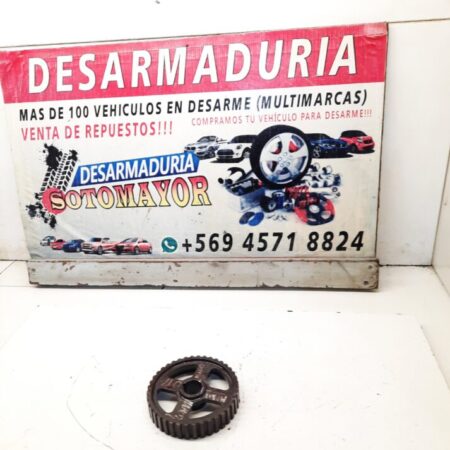 DESARMADURIA
MAS DE 100 VEHICULOS EN DESARME (MULTIMARCAS)
VENTA DE REPUESTOS!!!
COMPRAMOS TU VEHÍCULO PARA DESARME!!!
DESARMADURIA
SOTOMAYOR
+569 4571 8824